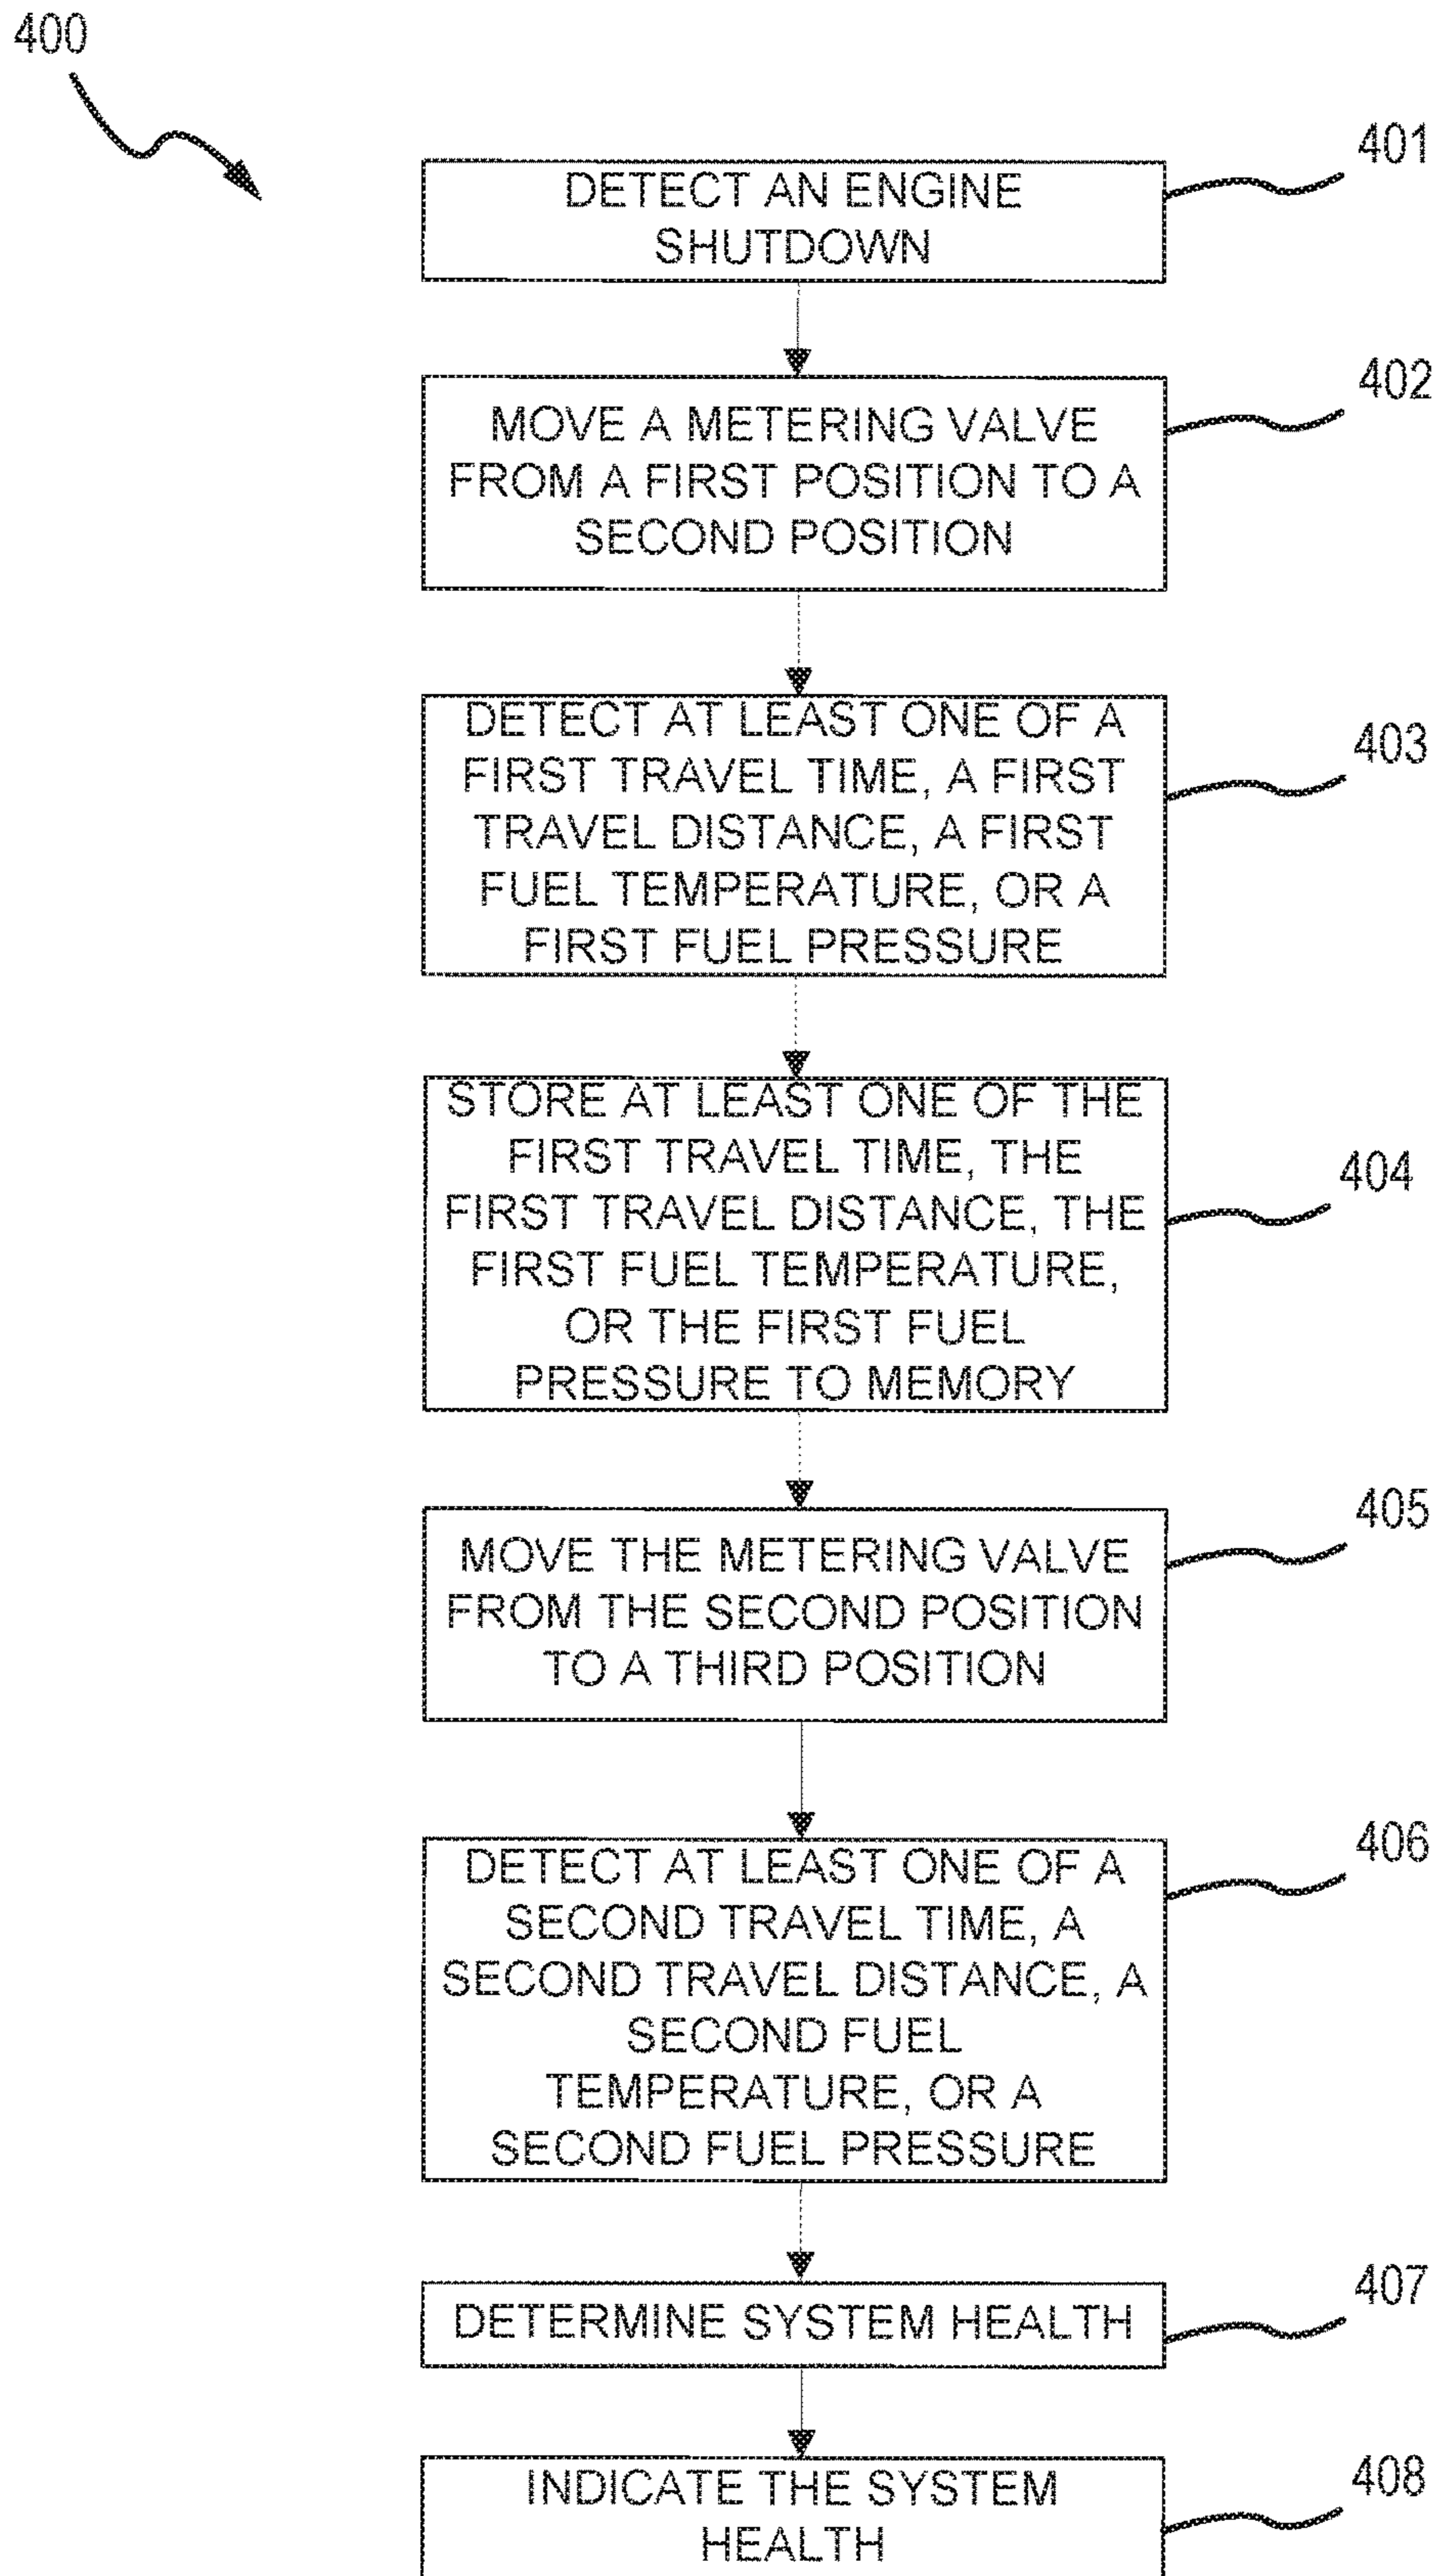 400
401
DETECT AN ENGINE
SHUTDOWN
402
MOVE A METERING VALVE
FROM A FIRST POSITION TO A
SECOND POSITION
403
DETECT AT LEAST ONE OF A
FIRST TRAVEL TIME, A FIRST
TRAVEL DISTANCE, A FIRST
FUEL TEMPERATURE, OR A
FIRST FUEL PRESSURE
404
STORE AT LEAST ONE OF THE
FIRST TRAVEL TIME, THE
FIRST TRAVEL DISTANCE, THE
FIRST FUEL TEMPERATURE,
OR THE FIRST FUEL
PRESSURE TO MEMORY
405
MOVE THE METERING VALVE
FROM THE SECOND POSITION
TO A THIRD POSITION
406
DETECT AT LEAST ONE OF A
SECOND TRAVEL TIME, A
SECOND TRAVEL DISTANCE, A
SECOND FUEL
TEMPERATURE, OR A
SECOND FUEL PRESSURE
407
DETERMINE SYSTEM HEALTH
408
INDICATE THE SYSTEM
HEALTH